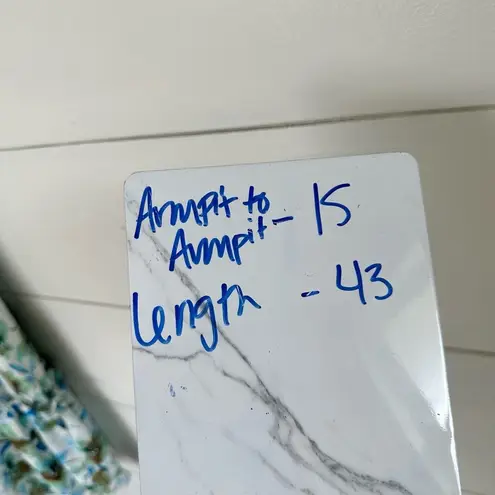 Armpit to
Armpit - 15
Length - 43